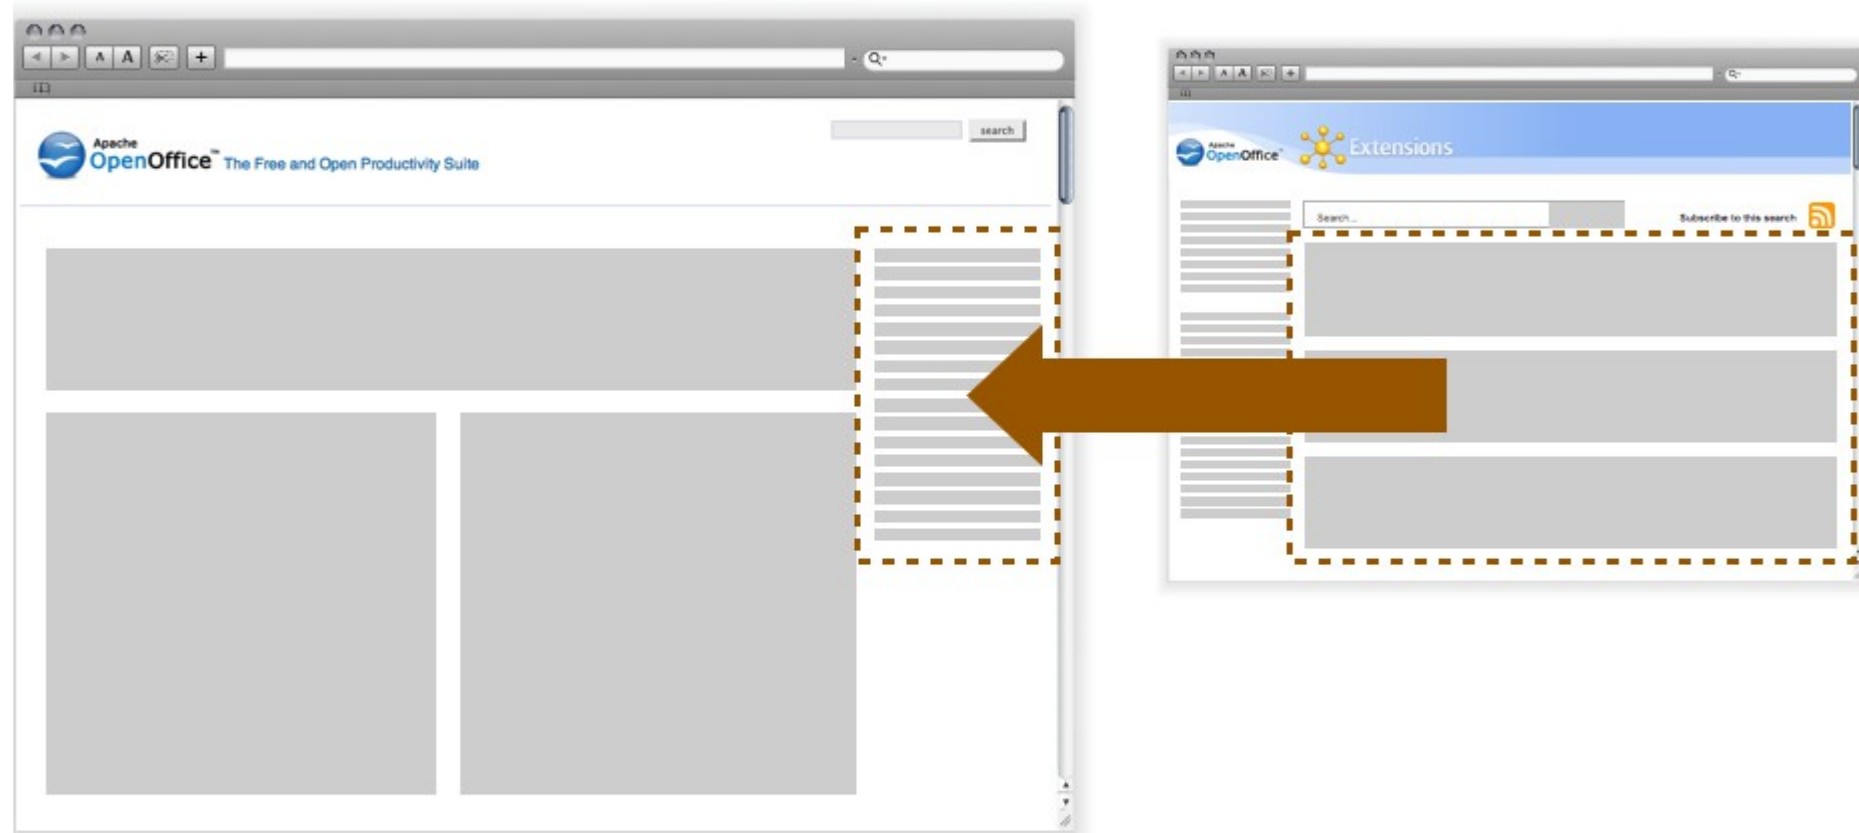 A A +
Apache
OpenOffice™ The Free and Open Productivity Suite
search
A A +
Apache
OpenOffice™
Extensions
Search...
Subscribe to this search